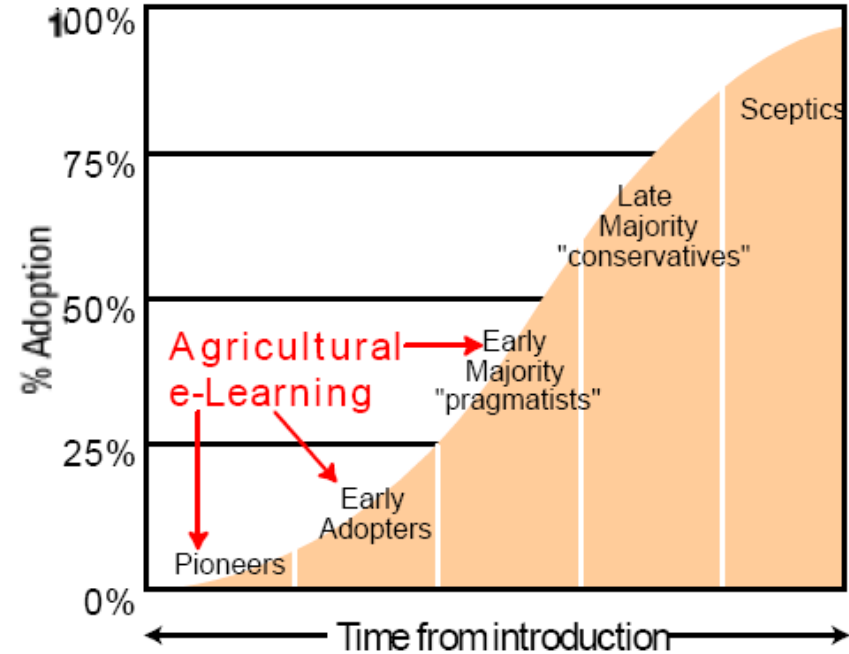 100%
Sceptics
75%
Late
Majority
"conservatives"
% Adoption
50%
Agricultural
e-Learning
Early
Majority
"pragmatists"
25%
Early
Adopters
Pioneers
0%
Time from introduction